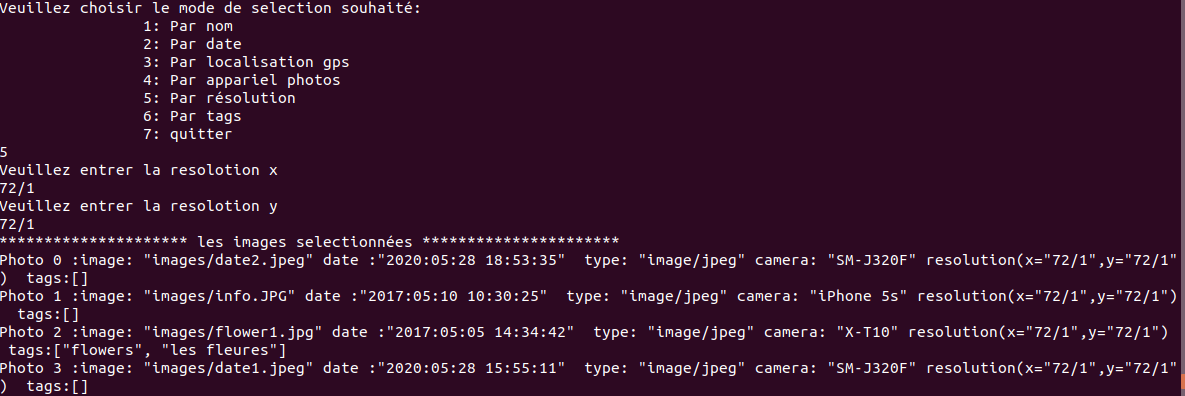 Veuillez choisir le mode de selection souhaité:
1: Par nom
2: Par date
3: Par localisation gps
4: Par appariel photos
5: Par résolution
6: Par tags
7: quitter
5
Veuillez entrer la resolotion x
72/1
Veuillez entrer la resolotion y
72/1
********************* les images selectionnées **********************
Photo 0 :image: "images/date2.jpeg" date :"2020:05:28 18:53:35"  type: "image/jpeg" camera: "SM-J320F" resolution(x="72/1",y="72/1"
)  tags:[]
Photo 1 :image: "images/info.JPG" date :"2017:05:10 10:30:25"  type: "image/jpeg" camera: "iPhone 5s" resolution(x="72/1",y="72/1")
  tags:[]
Photo 2 :image: "images/flower1.jpg" date :"2017:05:05 14:34:42"  type: "image/jpeg" camera: "X-T10" resolution(x="72/1",y="72/1")
 tags:["flowers", "les fleures"]
Photo 3 :image: "images/date1.jpeg" date :"2020:05:28 15:55:11"  type: "image/jpeg" camera: "SM-J320F" resolution(x="72/1",y="72/1"
)  tags:[]